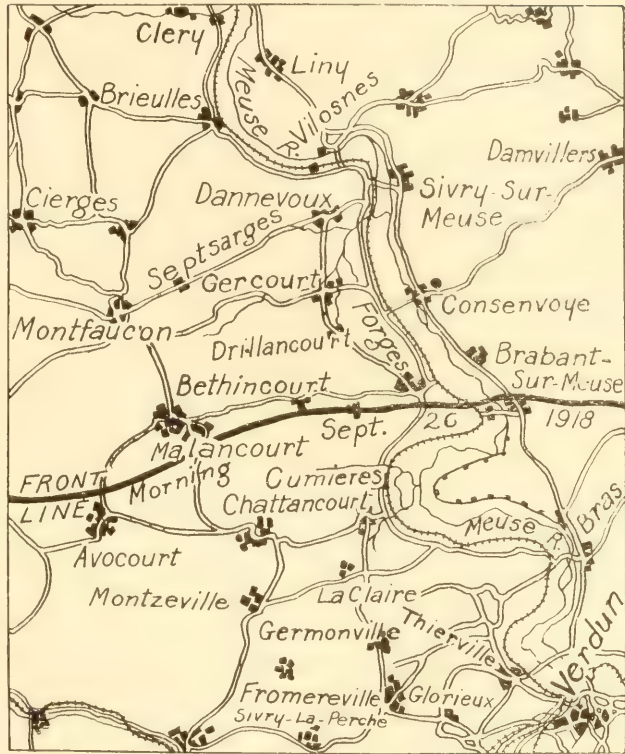 Clery
Liny
Meuse R.
Brieulles
Vilosnes
Damvillers
Sivry-Sur-
Meuse
Dannevoux
Cierges
Septsarges
Gercourt
Consenvoye
Montfaucon
Drillancourt
Forges
Brabant-
Sur-Meuse
Bethincourt
Sept. 26 1918
Malancourt
Morning
FRONT
LINE
Cumières
Chattancourt
Meuse R.
Bras
Avocourt
Montzeville
La Claire
Germonville
Thierville
Verdun
Fromereville
Glorieux
Sivry-La-Perche